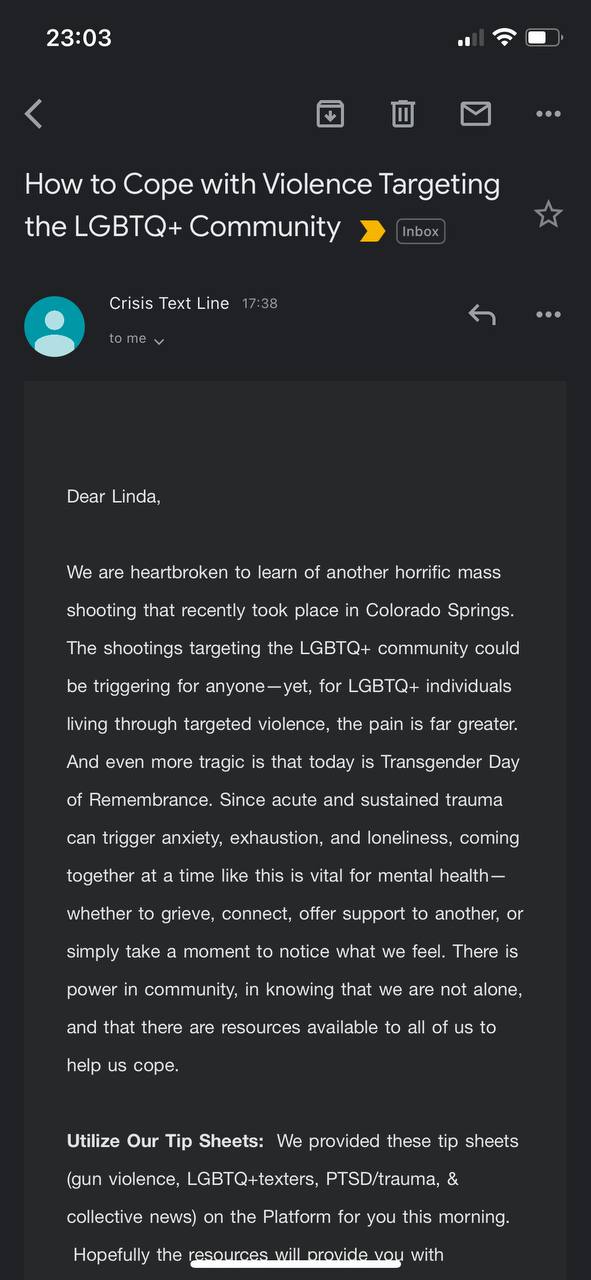 23:03
How to Cope with Violence Targeting
the LGBTQ+ Community Inbox
Crisis Text Line 17:38
to me
Dear Linda,
We are heartbroken to learn of another horrific mass
shooting that recently took place in Colorado Springs.
The shootings targeting the LGBTQ+ community could
be triggering for anyone—yet, for LGBTQ+ individuals
living through targeted violence, the pain is far greater.
And even more tragic is that today is Transgender Day
of Remembrance. Since acute and sustained trauma
can trigger anxiety, exhaustion, and loneliness, coming
together at a time like this is vital for mental health—
whether to grieve, connect, offer support to another, or
simply take a moment to notice what we feel. There is
power in community, in knowing that we are not alone,
and that there are resources available to all of us to
help us cope.
Utilize Our Tip Sheets: We provided these tip sheets
(gun violence, LGBTQ+texters, PTSD/trauma, &
collective news) on the Platform for you this morning.
Hopefully the resources will provide you with